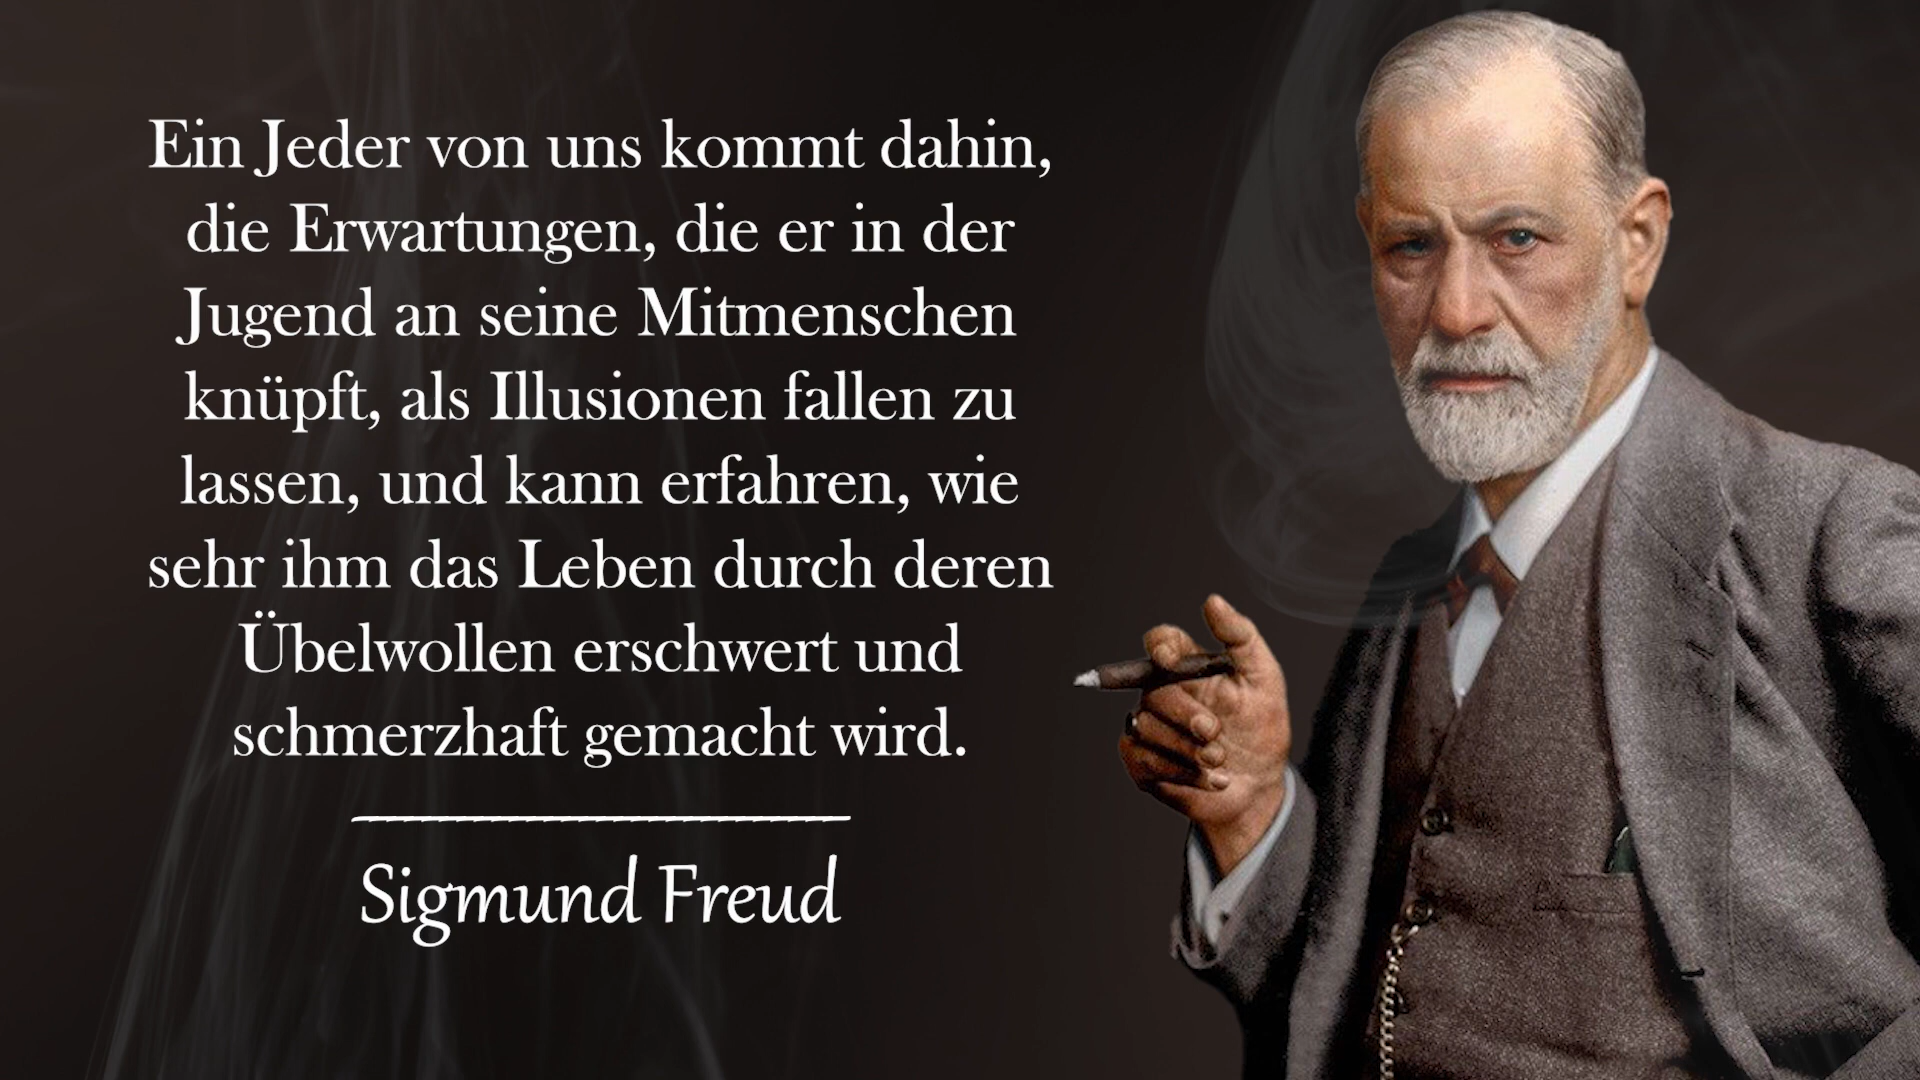 Ein Jeder von uns kommt dahin,
die Erwartungen, die er in der
Jugend an seine Mitmenschen
knüpft, als Illusionen fallen zu
lassen, und kann erfahren, wie
sehr ihm das Leben durch deren
Übelwollen erschwert und
schmerzhaft gemacht wird.
Sigmund Freud